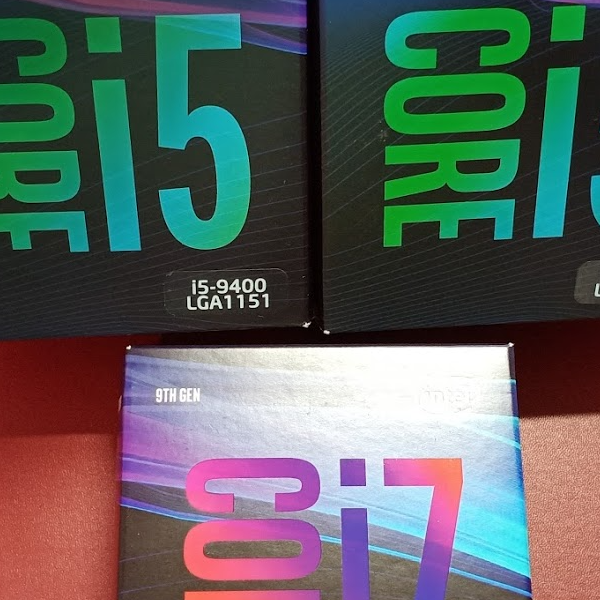 CORE i5
i5-9400
LGA1151
CORE i
9TH GEN
intel
i7